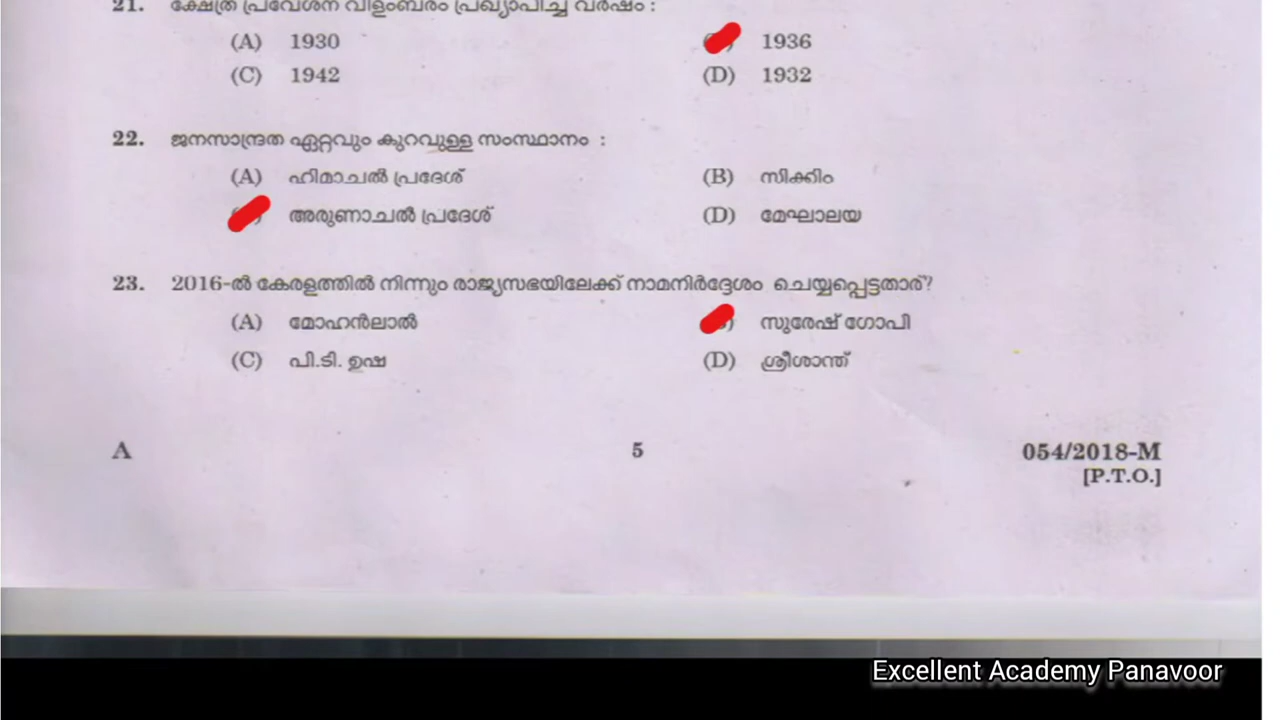 21. ക്ഷേത്ര പ്രവേശന വിളംബരം പ്രഖ്യാപിച്ച വർഷം :
(A) 1930 1936
(C) 1942 (D) 1932
22. ജനസാന്ദ്രത ഏറ്റവും കുറവുള്ള സംസ്ഥാനം :
(A) ഹിമാചൽ പ്രദേശ് (B) സിക്കിം
അരുണാചൽ പ്രദേശ് (D) മേഘാലയ
23. 2016-ൽ കേരളത്തിൽ നിന്നും രാജ്യസഭയിലേക്ക് നാമനിർദ്ദേശം ചെയ്യപ്പെട്ടതാര്?
(A) മോഹൻലാൽ സുരേഷ് ഗോപി
(C) പി.ടി. ഉഷ (D) ശ്രീശാന്ത്
A 5 054/2018-M
[P.T.O.]
Excellent Academy Panavoor